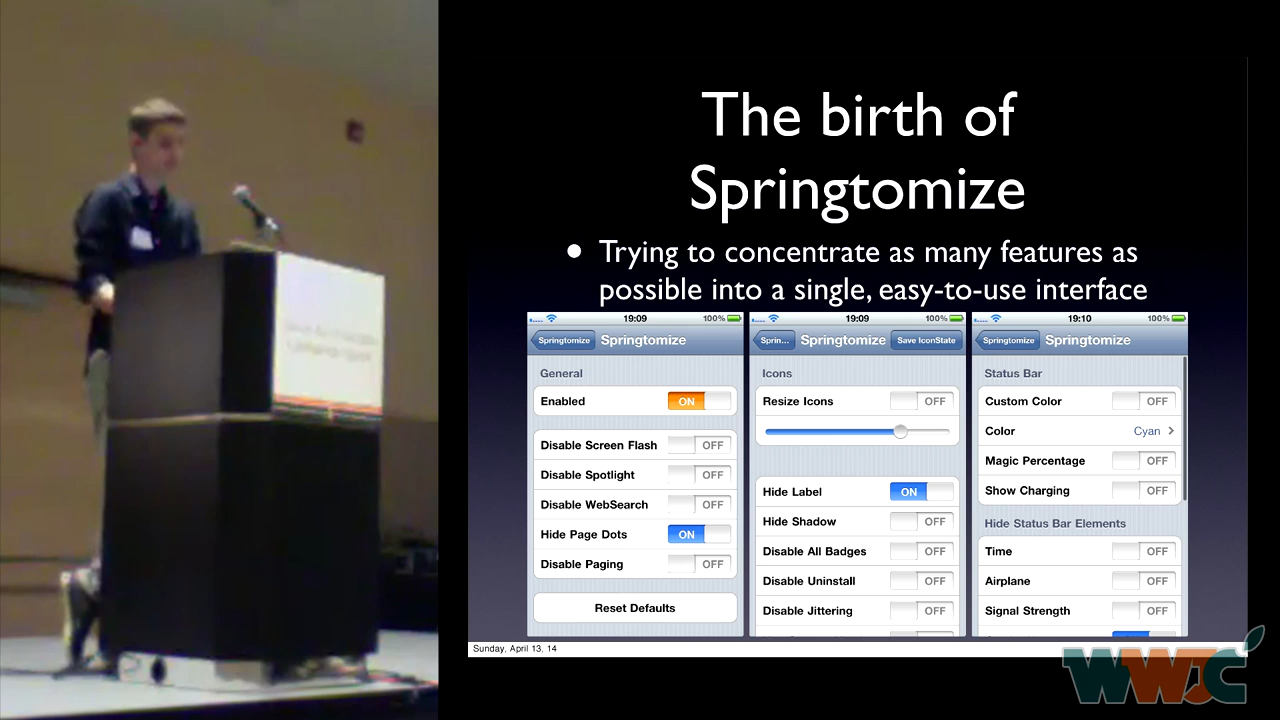 The birth of
Springtomize
• Trying to concentrate as many features as
possible into a single, easy-to-use interface
19:09 100%
Springtomize Springtomize
General
Enabled ON
Disable Screen Flash OFF
Disable Spotlight OFF
Disable WebSearch OFF
Hide Page Dots ON
Disable Paging OFF
Reset Defaults
19:09 100%
Sprin... Springtomize Save IconState
Icons
Resize Icons OFF
Hide Label ON
Hide Shadow OFF
Disable All Badges OFF
Disable Uninstall OFF
Disable Jittering OFF
19:10 100%
Springtomize Springtomize
Status Bar
Custom Color OFF
Color Cyan
Magic Percentage OFF
Show Charging OFF
Hide Status Bar Elements
Time OFF
Airplane OFF
Signal Strength OFF
Sunday, April 13, 14
WWJC